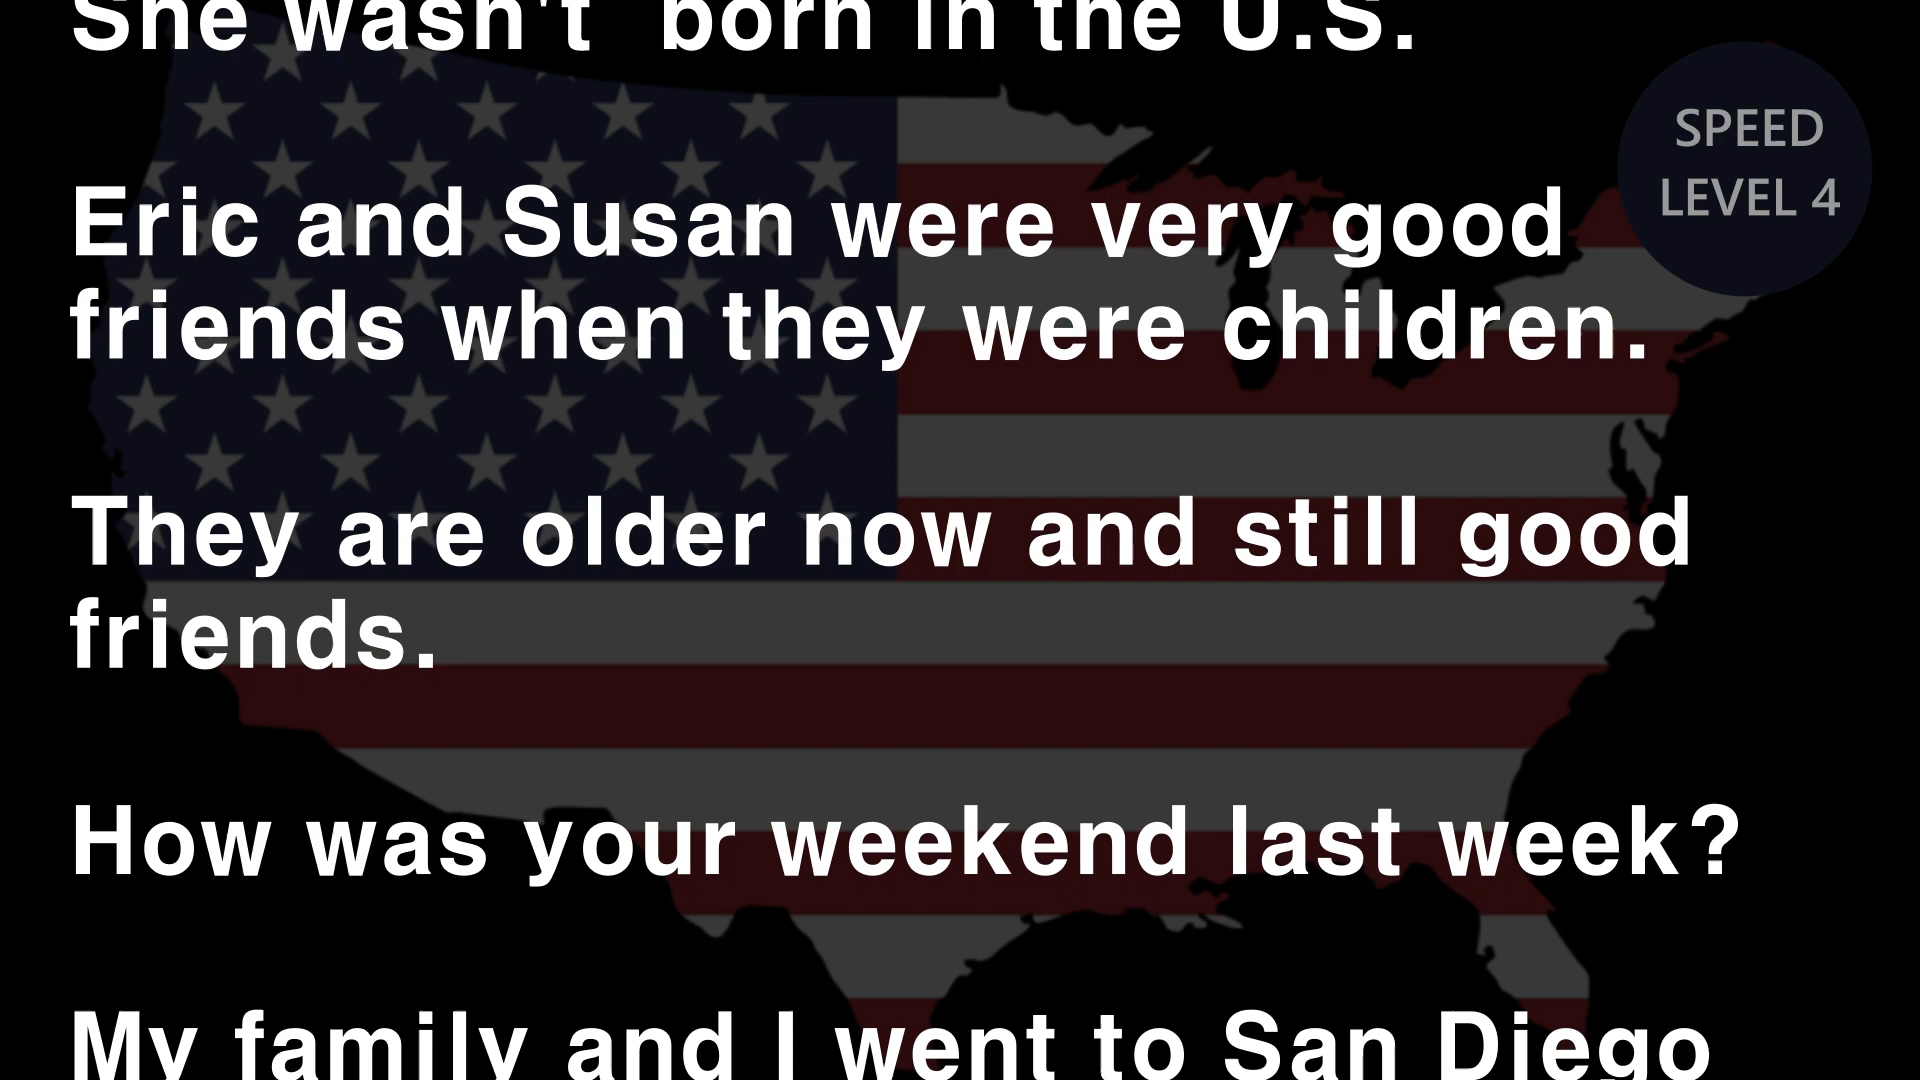 She wasn't  born in the U.S.
SPEED
LEVEL 4
Eric and Susan were very good
friends when they were children.
They are older now and still good
friends.
How was your weekend last week?
My family and I went to San Diego